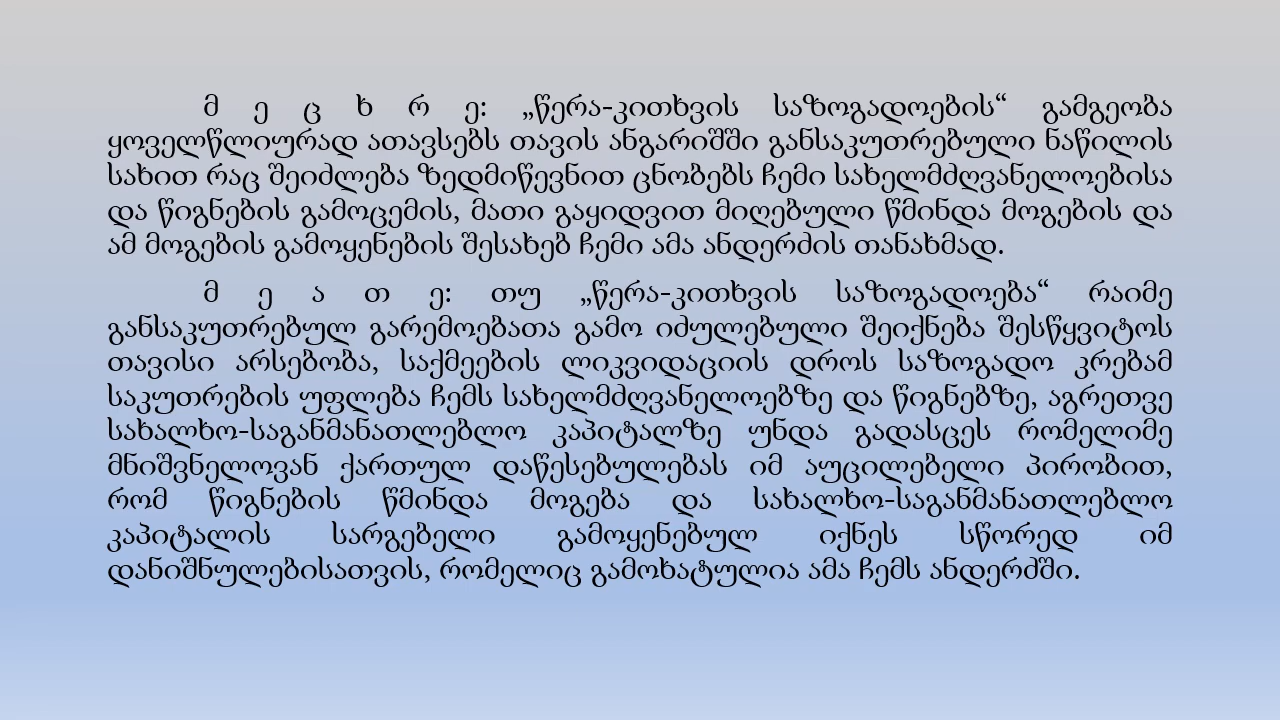 მ ე ც ხ რ ე: „წერა-კითხვის საზოგადოების“ გამგეობა
ყოველწლიურად ათავსებს თავის ანგარიშში განსაკუთრებული ნაწილის
სახით რაც შეიძლება ზედმიწევნით ცნობებს ჩემი სახელმძღვანელოებისა
და წიგნების გამოცემის, მათი გაყიდვით მიღებული წმინდა მოგების და
ამ მოგების გამოყენების შესახებ ჩემი ამა ანდერძის თანახმად.
მ ე ა თ ე: თუ „წერა-კითხვის საზოგადოება“ რაიმე
განსაკუთრებულ გარემოებათა გამო იძულებული შეიქნება შესწყვიტოს
თავისი არსებობა, საქმეების ლიკვიდაციის დროს საზოგადო კრებამ
საკუთრების უფლება ჩემს სახელმძღვანელოებზე და წიგნებზე, აგრეთვე
სახალხო-საგანმანათლებლო კაპიტალზე უნდა გადასცეს რომელიმე
მნიშვნელოვან ქართულ დაწესებულებას იმ აუცილებელი პირობით,
რომ წიგნების წმინდა მოგება და სახალხო-საგანმანათლებლო
კაპიტალის სარგებელი გამოყენებულ იქნეს სწორედ იმ
დანიშნულებისათვის, რომელიც გამოხატულია ამა ჩემს ანდერძში.